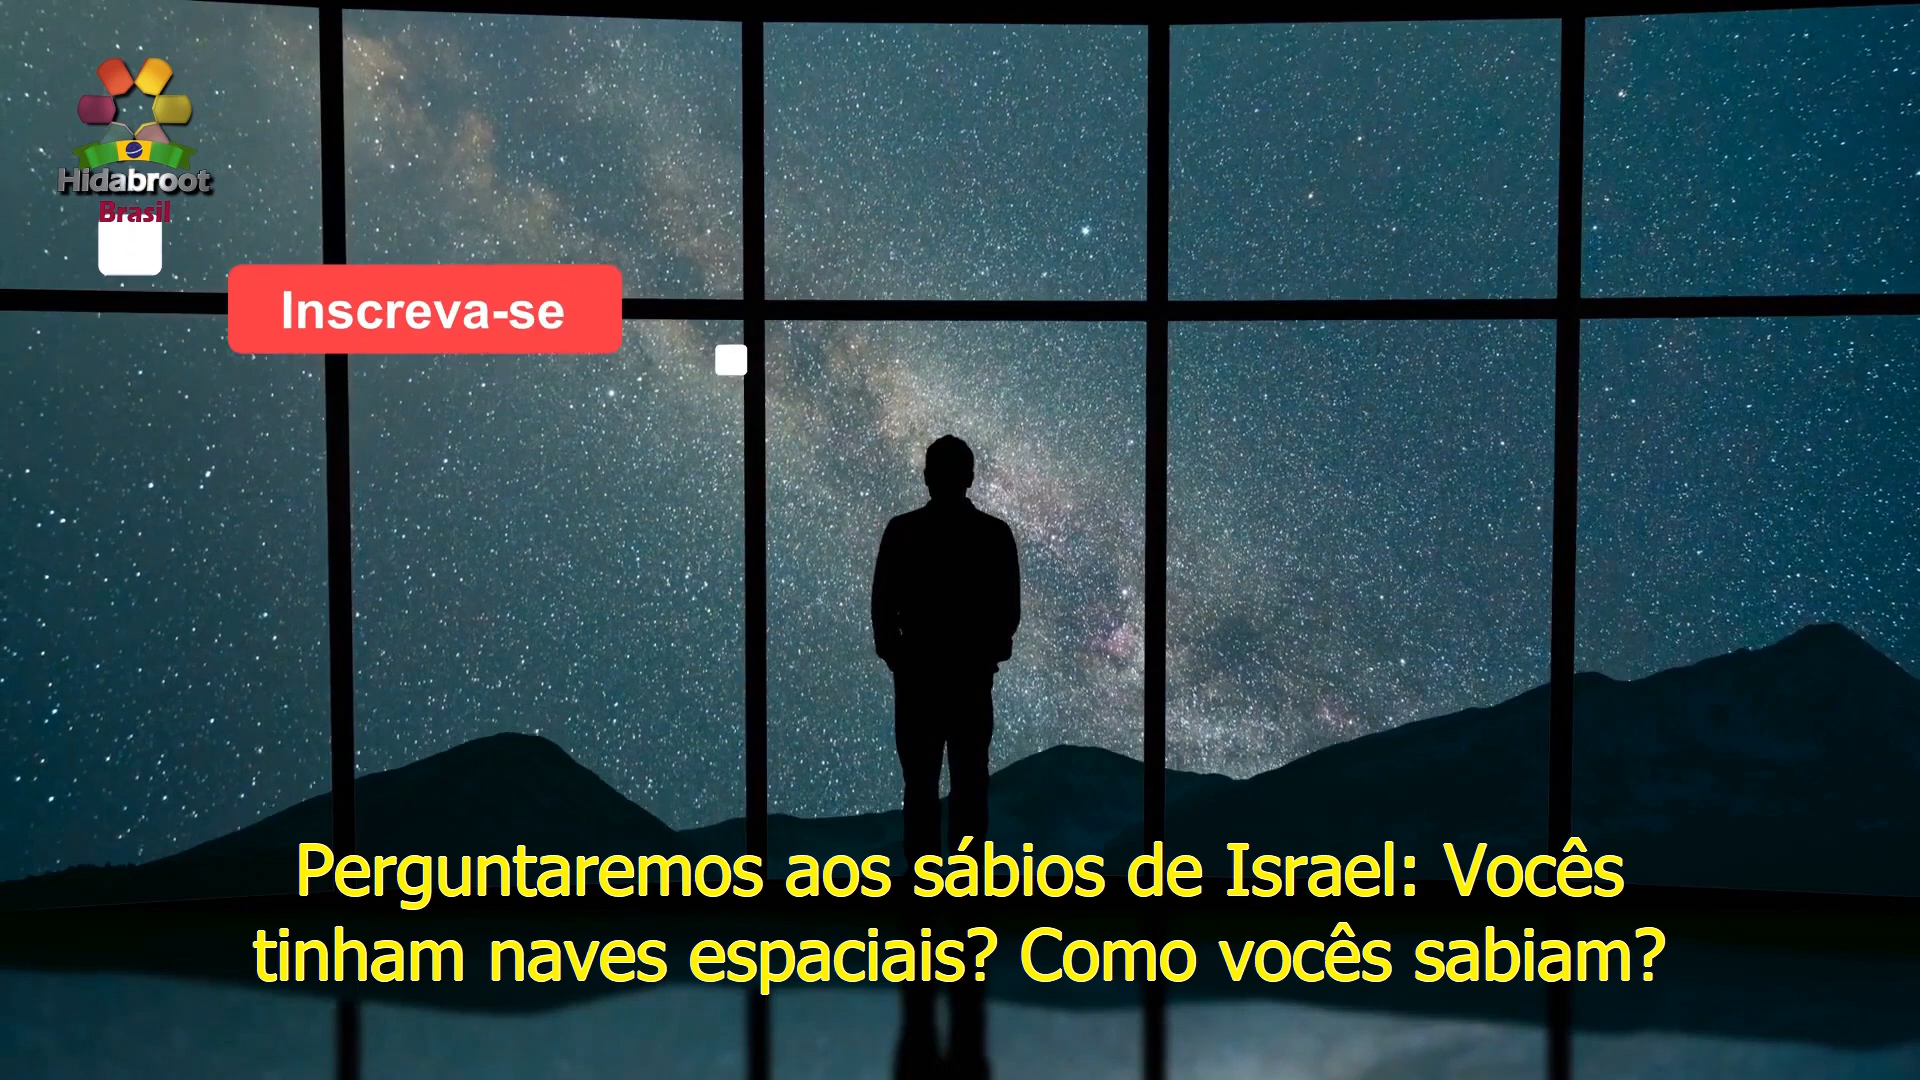 Hidabroot
Brasil
Inscreva-se
Perguntaremos aos sábios de Israel: Vocês
tinham naves espaciais? Como vocês sabiam?